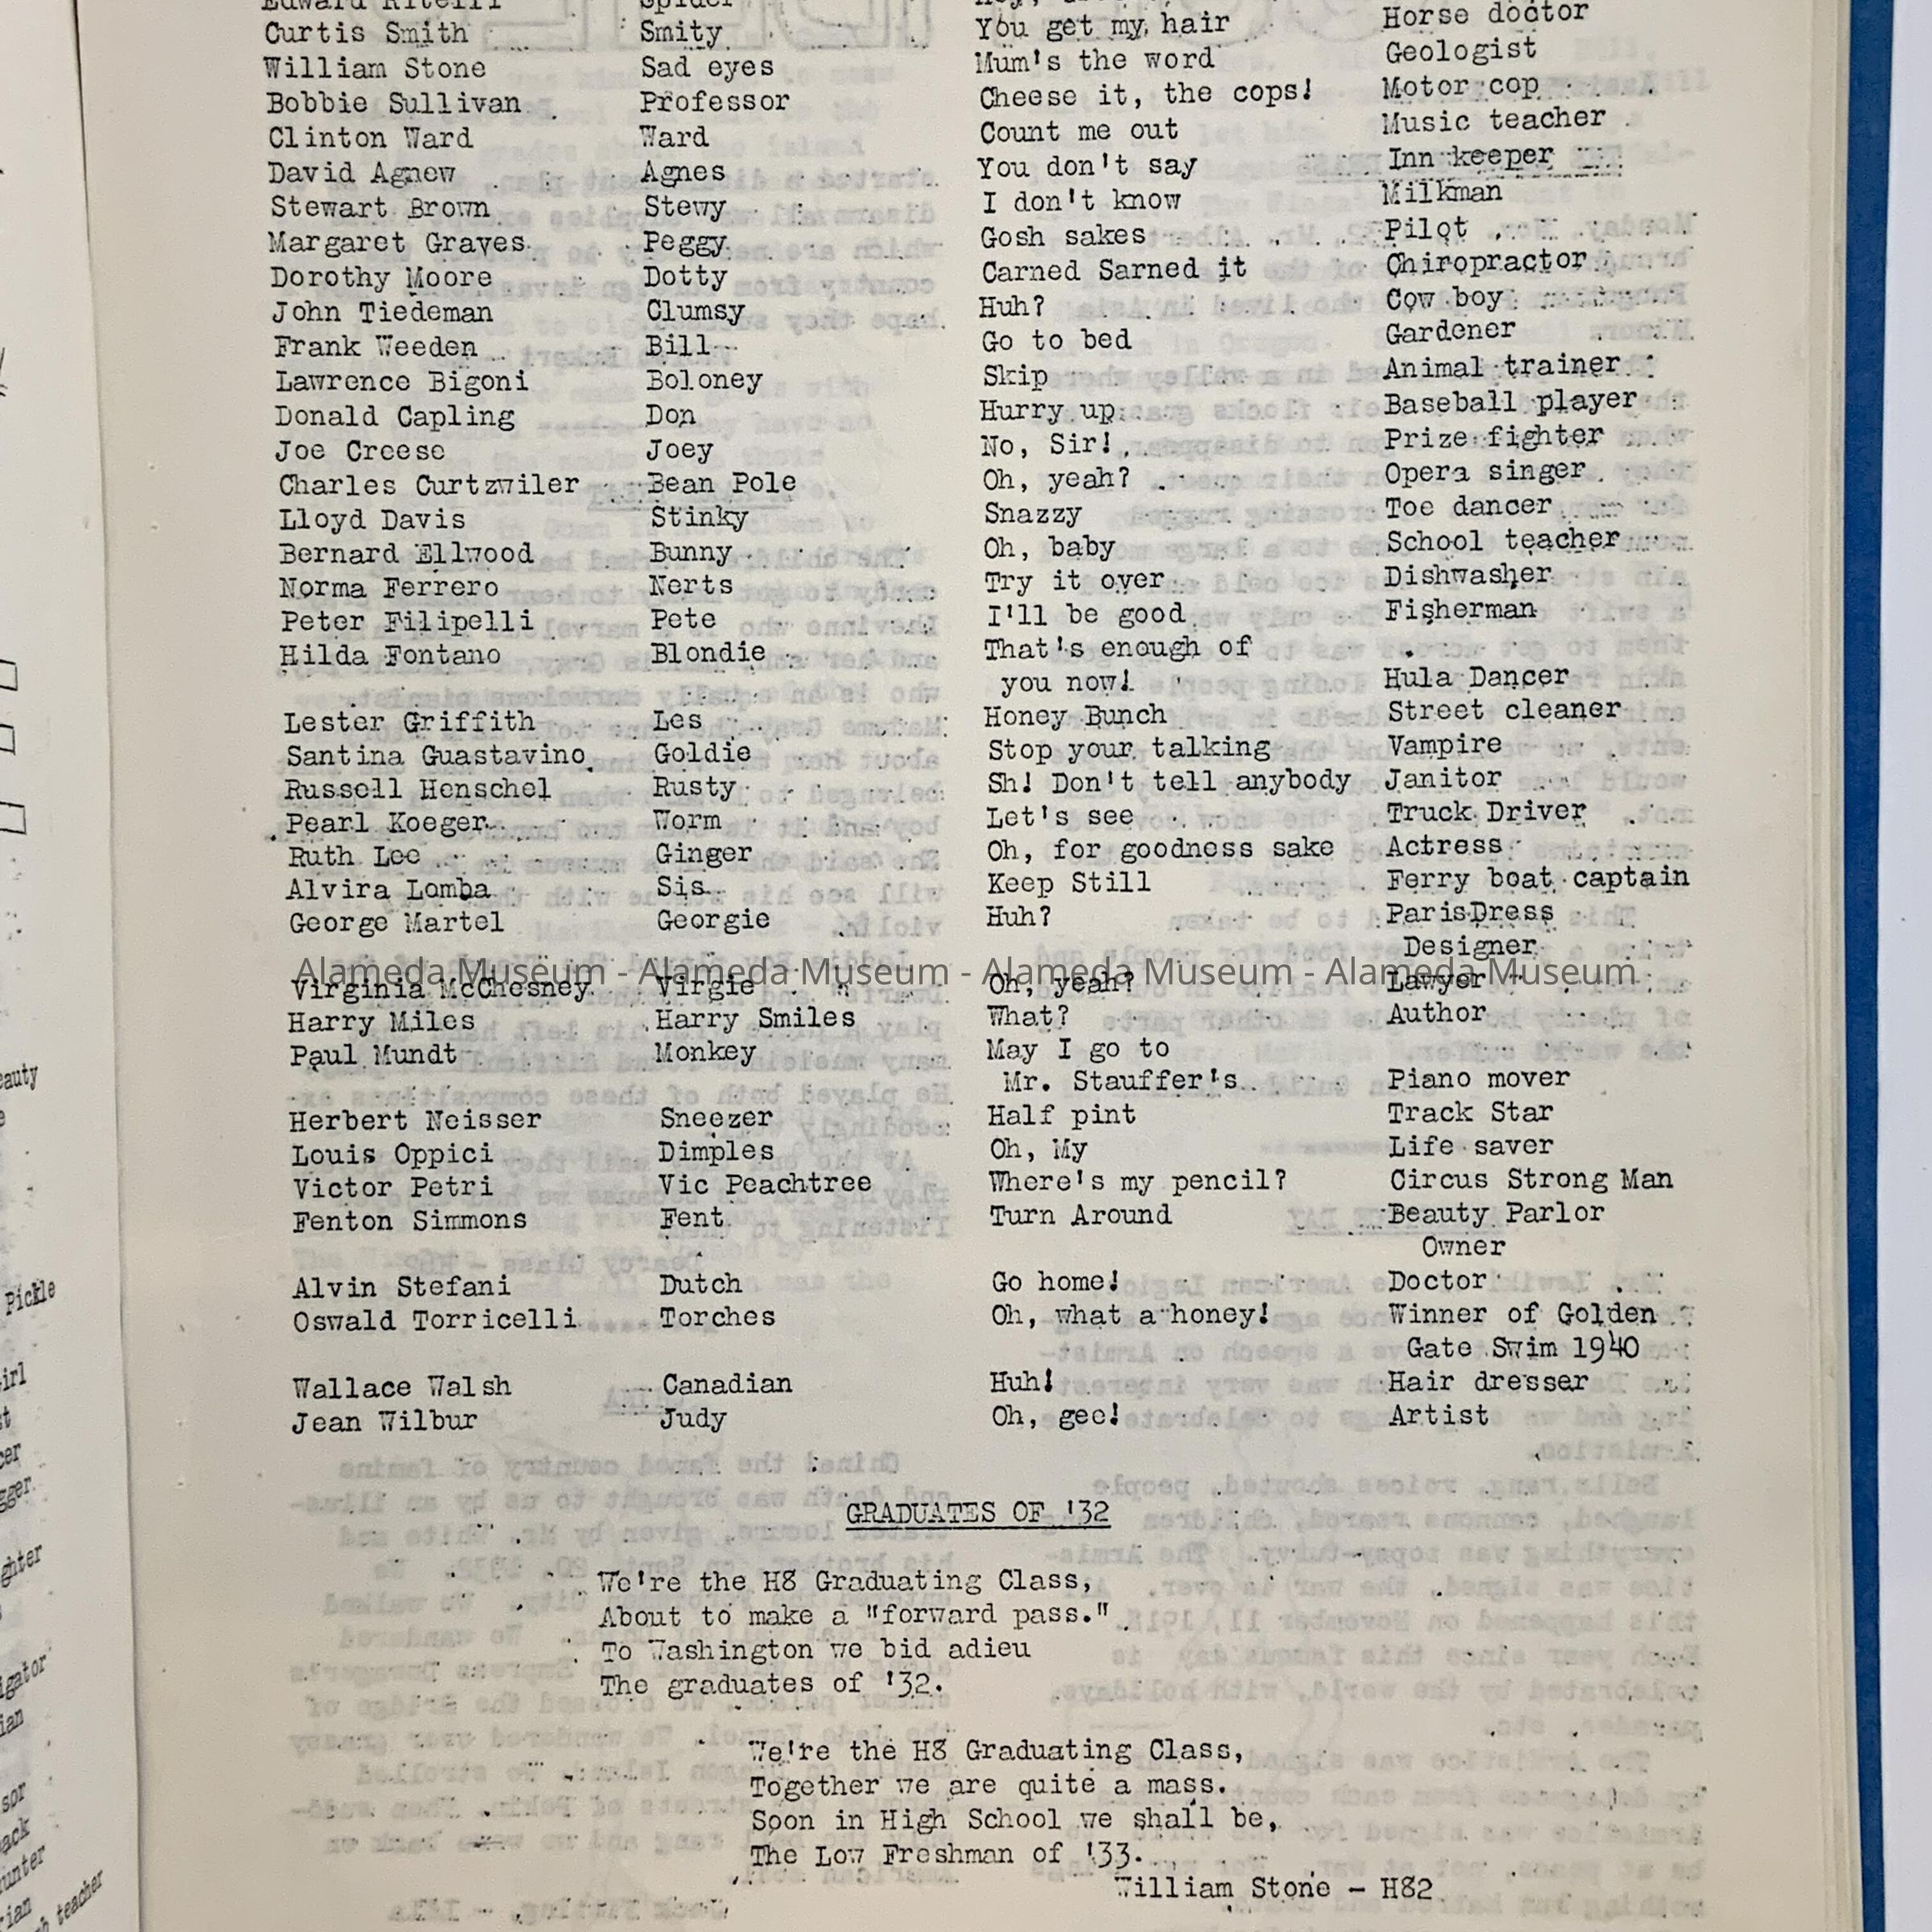 Edward Ritelli Spider
Curtis Smith Smity You get my hair Horse doctor
William Stone Sad eyes Mum's the word Geologist
Bobbie Sullivan Professor Cheese it, the cops! Motor cop
Clinton Ward Ward Count me out Music teacher
David Agnew Agnes You don't say Inn keeper
Stewart Brown Stewy I don't know Milkman
Margaret Graves Peggy Gosh sakes Pilot
Dorothy Moore Dotty Carned Sarned it Chiropractor
John Tiedeman Clumsy Huh? Cow boy
Frank Weeden Bill Go to bed Gardener
Lawrence Bigoni Boloney Skip Animal trainer
Donald Capling Don Hurry up Baseball player
Joe Creese Joey No, Sir! Prize fighter
Charles Curtzwiler Bean Pole Oh, yeah? Opera singer
Lloyd Davis Stinky Snazzy Toe dancer
Bernard Ellwood Bunny Oh, baby School teacher
Norma Ferrero Nerts Try it over Dishwasher
Peter Filipelli Pete I'll be good Fisherman
Hilda Fontano Blondie That's enough of
you now! Hula Dancer
Lester Griffith Les Honey Bunch Street cleaner
Santina Guastavino Goldie Stop your talking Vampire
Russell Henschel Rusty Sh! Don't tell anybody Janitor
Pearl Koeger Worm Let's see Truck Driver
Ruth Lee Ginger Oh, for goodness sake Actress
Alvira Lomba Sis Keep Still Ferry boat captain
George Martel Georgie Huh? ParisDress
Designer
Alameda Museum - Alameda Museum - Alameda Museum - Alameda Museum
Virginia McChesney Virgie Oh, yeah? Lawyer
Harry Miles Harry Smiles What? Author
Paul Mundt Monkey May I go to
Mr. Stauffer's Piano mover
Herbert Neisser Sneezer Half pint Track Star
Louis Oppici Dimples Oh, My Life saver
Victor Petri Vic Peachtree Where's my pencil? Circus Strong Man
Fenton Simmons Fent Turn Around Beauty Parlor
Owner
Alvin Stefani Dutch Go home! Doctor
Oswald Torricelli Torches Oh, what a honey! Winner of Golden
Gate Swim 1940
Wallace Walsh Canadian Huh! Hair dresser
Jean Wilbur Judy Oh, gee! Artist
GRADUATES OF '32
We're the H8 Graduating Class,
About to make a "forward pass."
To Washington we bid adieu
The graduates of '32.
We're the H8 Graduating Class,
Together we are quite a mass.
Soon in High School we shall be,
The Low Freshman of '33.
William Stone - H82
Pickle
teacher